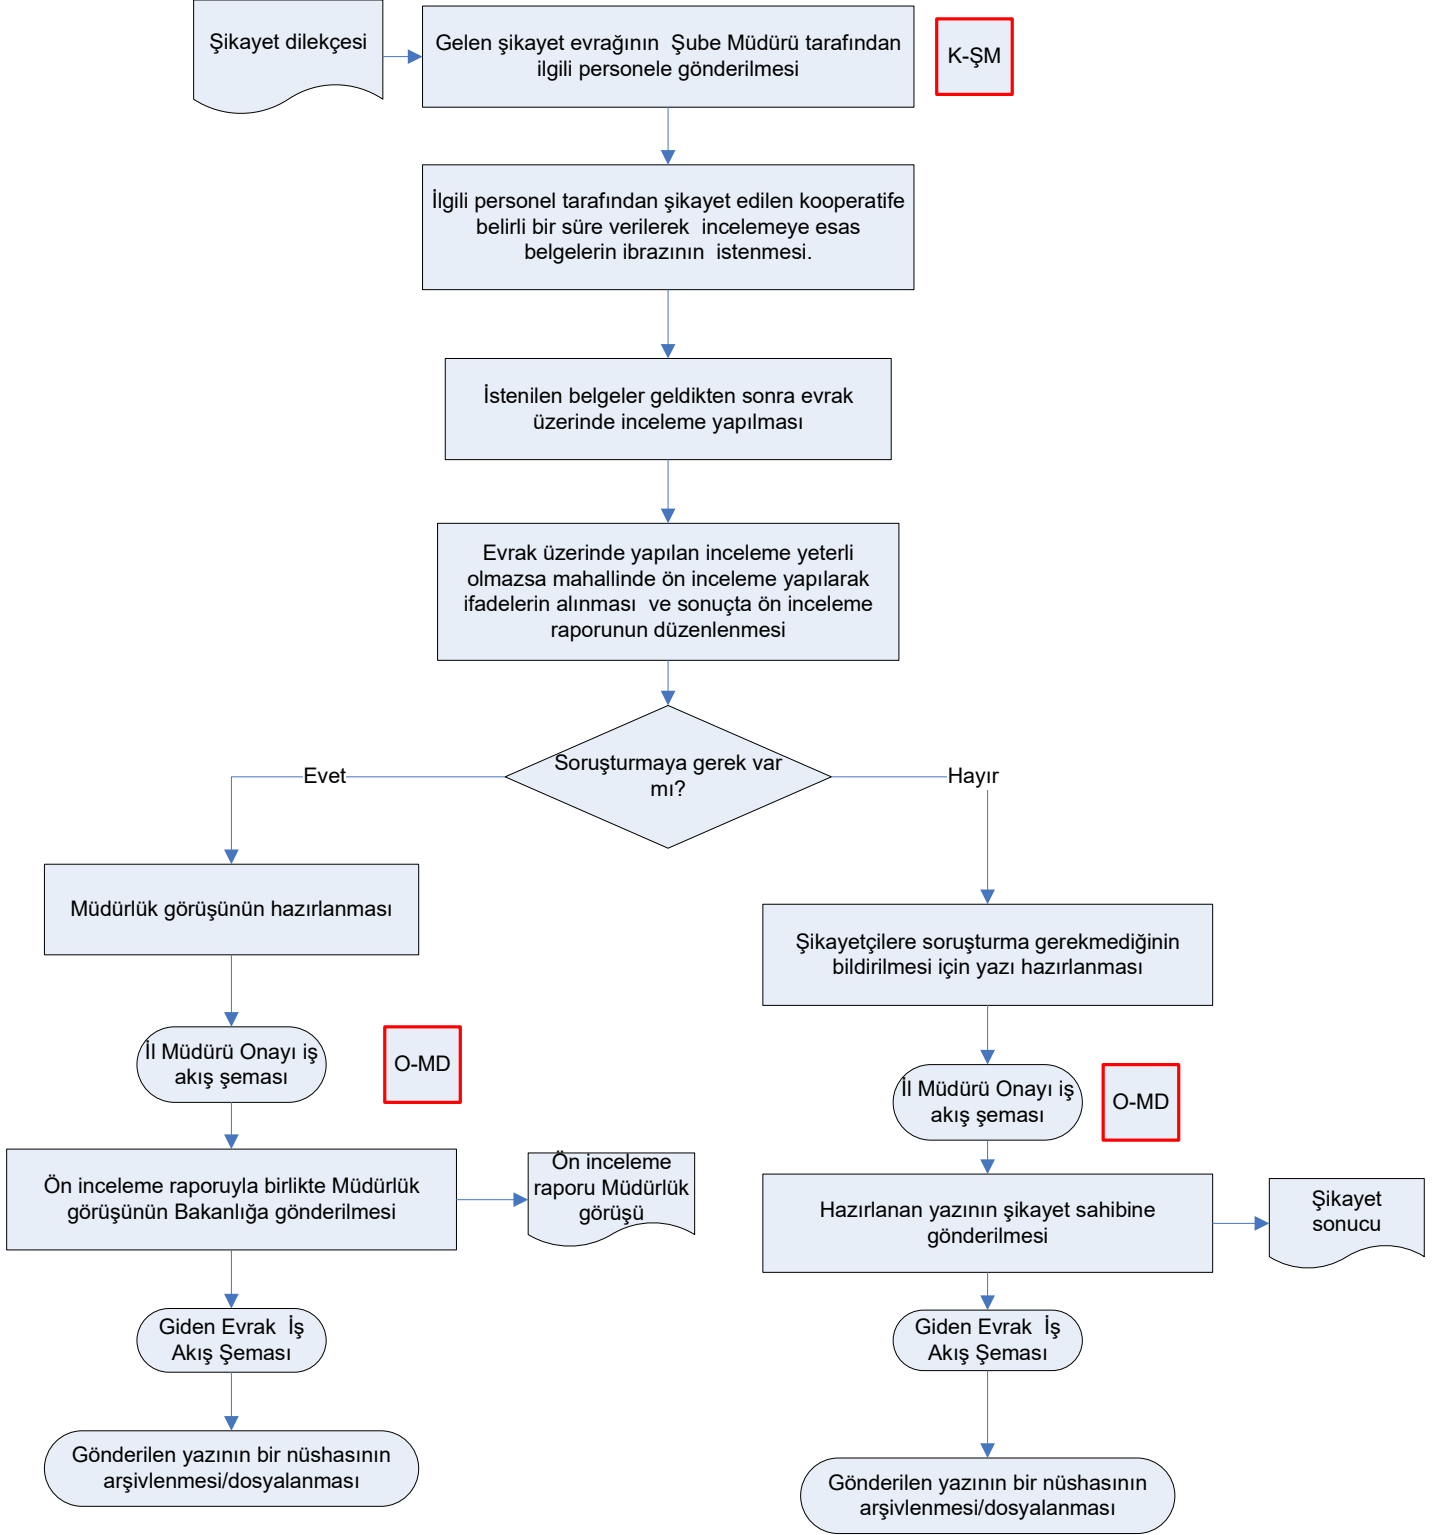 Şikayet dilekçesi
Gelen şikayet evrağının Şube Müdürü tarafından
ilgili personele gönderilmesi
K-ŞM
İlgili personel tarafından şikayet edilen kooperatife
belirli bir süre verilerek incelemeye esas
belgelerin ibrazının istenmesi.
İstenilen belgeler geldikten sonra evrak
üzerinde inceleme yapılması
Evrak üzerinde yapılan inceleme yeterli
olmazsa mahallinde ön inceleme yapılarak
ifadelerin alınması ve sonuçta ön inceleme
raporunun düzenlenmesi
Soruşturmaya gerek var
mı?
Evet
Hayır
Müdürlük görüşünün hazırlanması
İl Müdürü Onayı iş
akış şeması
O-MD
Ön inceleme raporuyla birlikte Müdürlük
görüşünün Bakanlığa gönderilmesi
Ön inceleme
raporu Müdürlük
görüşü
Giden Evrak İş
Akış Şeması
Gönderilen yazının bir nüshasının
arşivlenmesi/dosyalanması
Şikayetçilere soruşturma gerekmediğinin
bildirilmesi için yazı hazırlanması
İl Müdürü Onayı iş
akış şeması
O-MD
Hazırlanan yazının şikayet sahibine
gönderilmesi
Şikayet
sonucu
Giden Evrak İş
Akış Şeması
Gönderilen yazının bir nüshasının
arşivlenmesi/dosyalanması